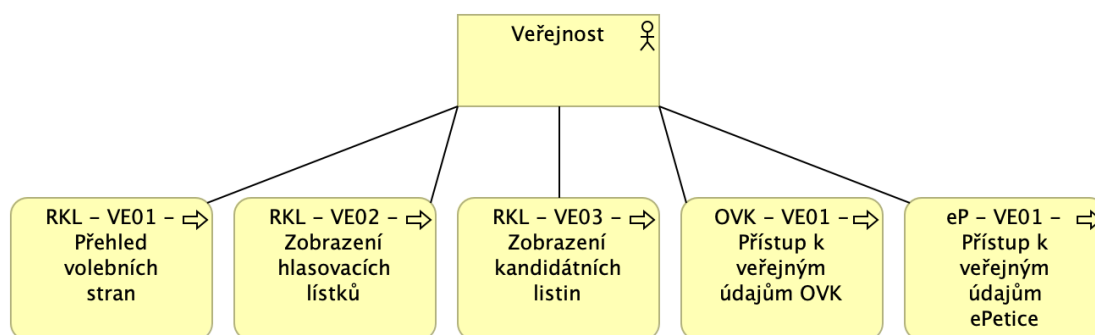 Veřejnost
RKL – VE01 –
Přehled
volebních
stran
RKL – VE02 –
Zobrazení
hlasovacích
lístků
RKL – VE03 –
Zobrazení
kandidátních
listin
OVK – VE01 –
Přístup k
veřejným
údajům OVK
eP – VE01 –
Přístup k
veřejným
údajům
ePetice